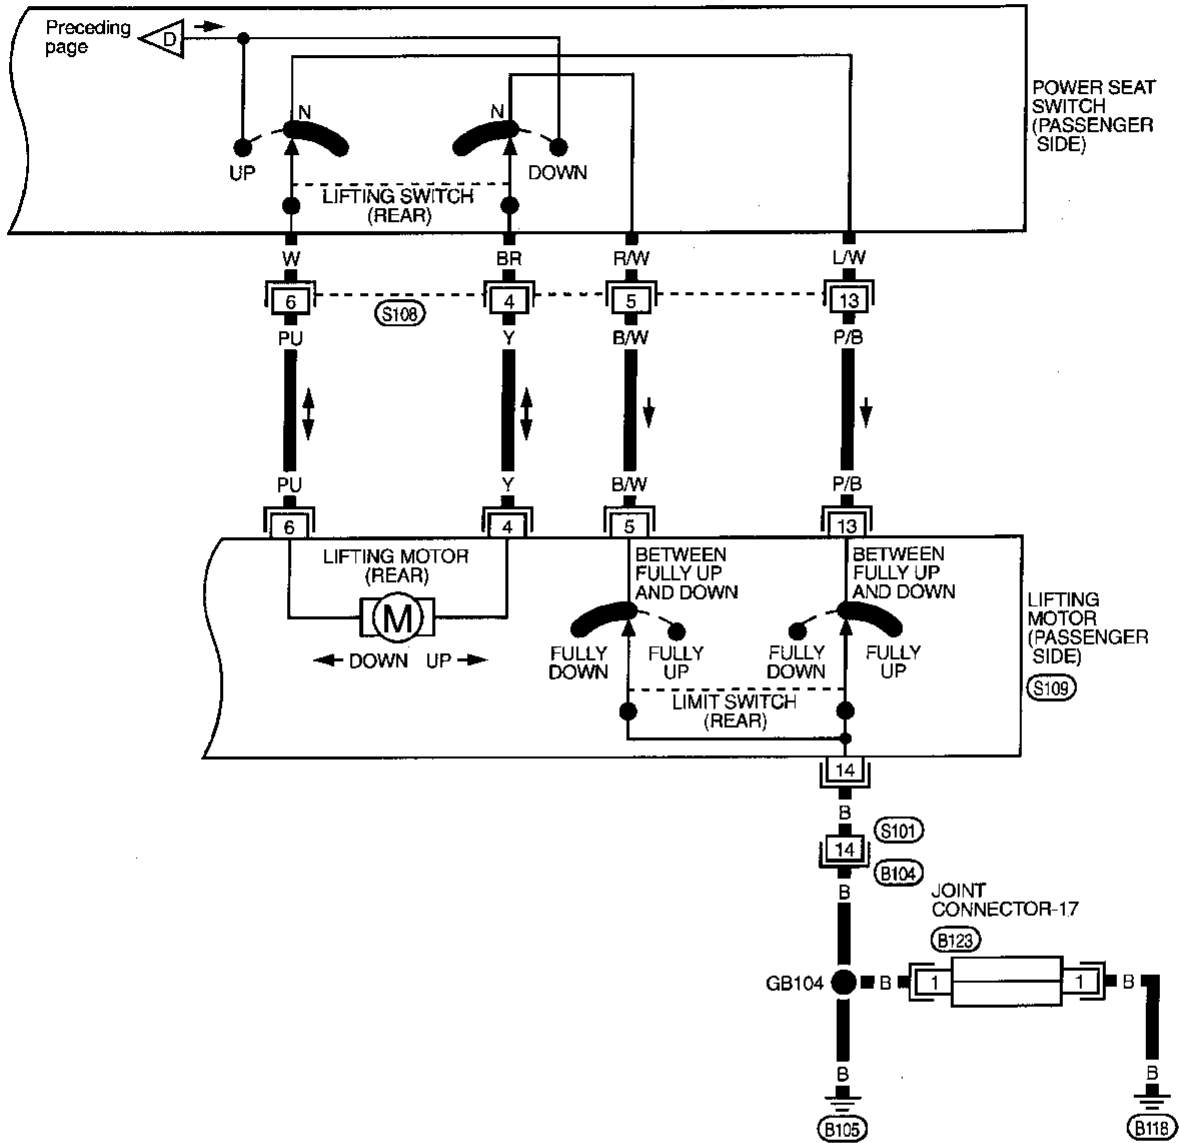 Preceding
page
D
N
N
UP
DOWN
LIFTING SWITCH
(REAR)
POWER SEAT
SWITCH
(PASSENGER
SIDE)
W
BR
R/W
L/W
6
4
5
13
S108
PU
Y
B/W
P/B
PU
Y
B/W
P/B
6
4
5
13
LIFTING MOTOR
(REAR)
M
DOWN UP
BETWEEN
FULLY UP
AND DOWN
BETWEEN
FULLY UP
AND DOWN
FULLY
DOWN
FULLY
UP
FULLY
DOWN
FULLY
UP
LIMIT SWITCH
(REAR)
LIFTING
MOTOR
(PASSENGER
SIDE)
S109
14
B
S101
14
B104
B
JOINT
CONNECTOR-17
B123
GB104
B
1
1
B
B
B
B105
B118